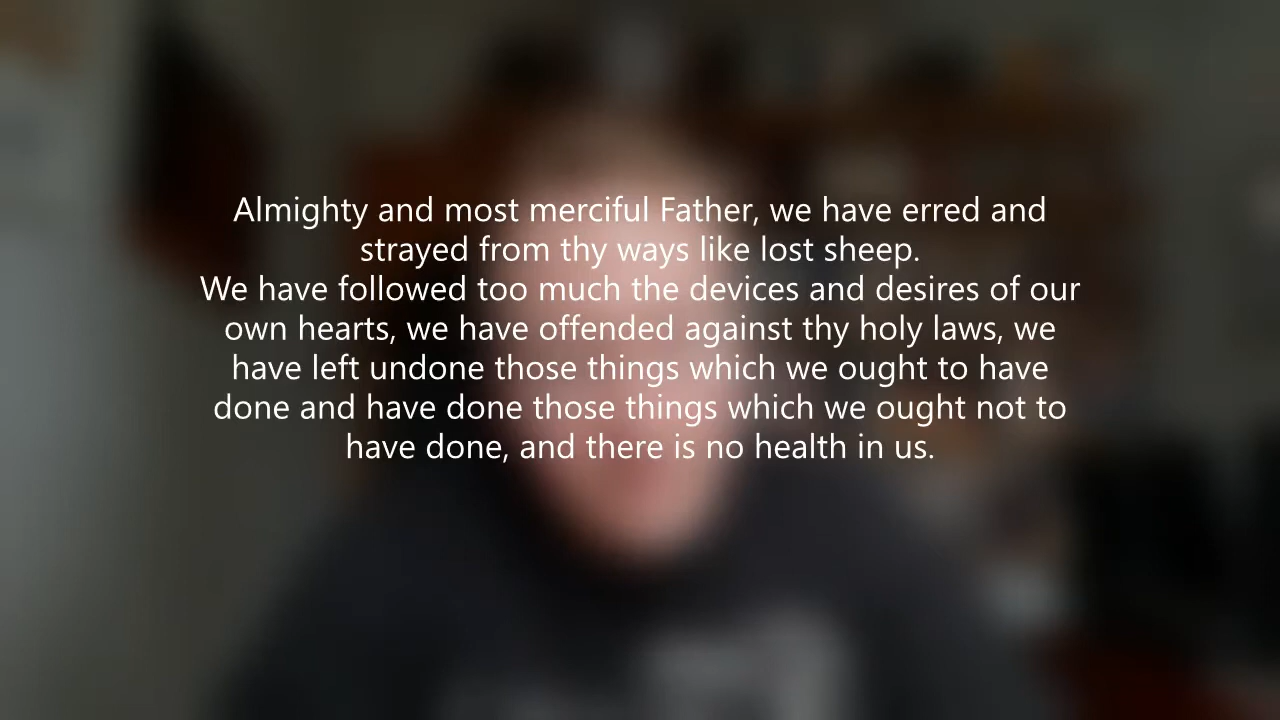 Almighty and most merciful Father, we have erred and
strayed from thy ways like lost sheep.
We have followed too much the devices and desires of our
own hearts, we have offended against thy holy laws, we
have left undone those things which we ought to have
done and have done those things which we ought not to
have done, and there is no health in us.